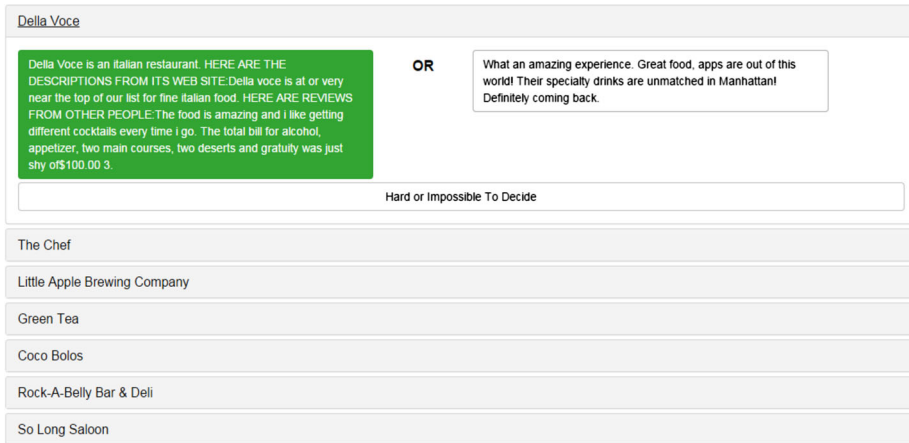 Della Voce
Della Voce is an italian restaurant. HERE ARE THE
DESCRIPTIONS FROM ITS WEB SITE:Della voce is at or very
near the top of our list for fine italian food. HERE ARE REVIEWS
FROM OTHER PEOPLE:The food is amazing and i like getting
different cocktails every time i go. The total bill for alcohol,
appetizer, two main courses, two deserts and gratuity was just
shy of$100.00 3.
OR
What an amazing experience. Great food, apps are out of this
world! Their specialty drinks are unmatched in Manhattan!
Definitely coming back.
Hard or Impossible To Decide
The Chef
Little Apple Brewing Company
Green Tea
Coco Bolos
Rock-A-Belly Bar & Deli
So Long Saloon